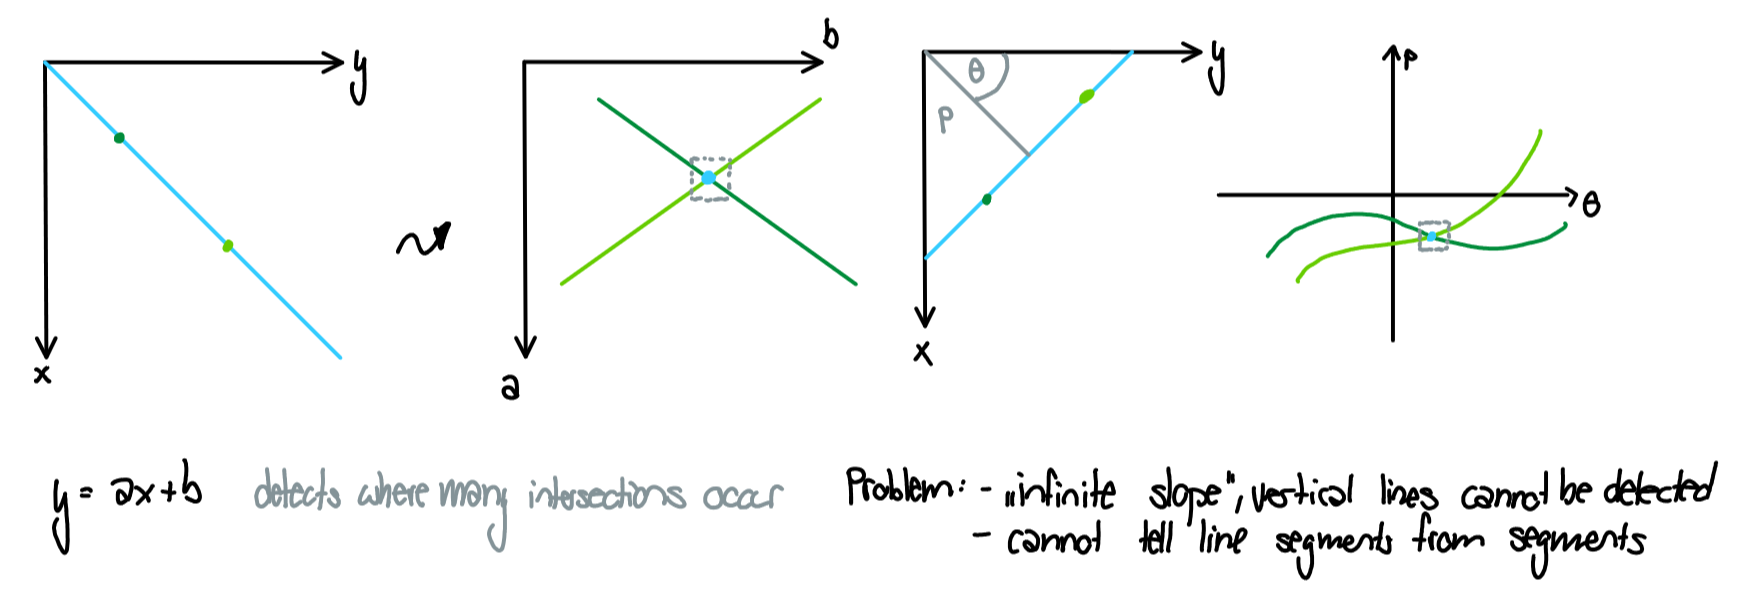 y
x
b
a
y
θ
p
x
p
θ
y = ax+b detects where many intersections occur
Problem: - „infinite slope", vertical lines cannot be detected
- cannot tell line segments from segments